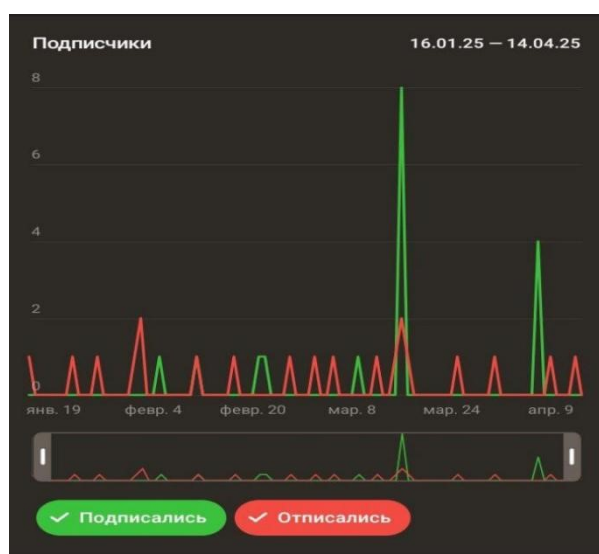 Подписчики 16.01.25 — 14.04.25
8
6
4
2
0
янв. 19 февр. 4 февр. 20 мар. 8 мар. 24 апр. 9
Подписались Отписались